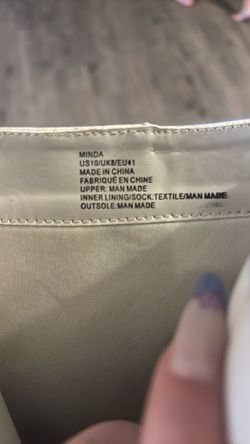 MINDA
US10/UK8/EU41
MADE IN CHINA
FABRIQUÉ EN CHINE
UPPER: MAN MADE
INNER LINING/SOCK:TEXTILE/MAN MADE
OUTSOLE:MAN MADE